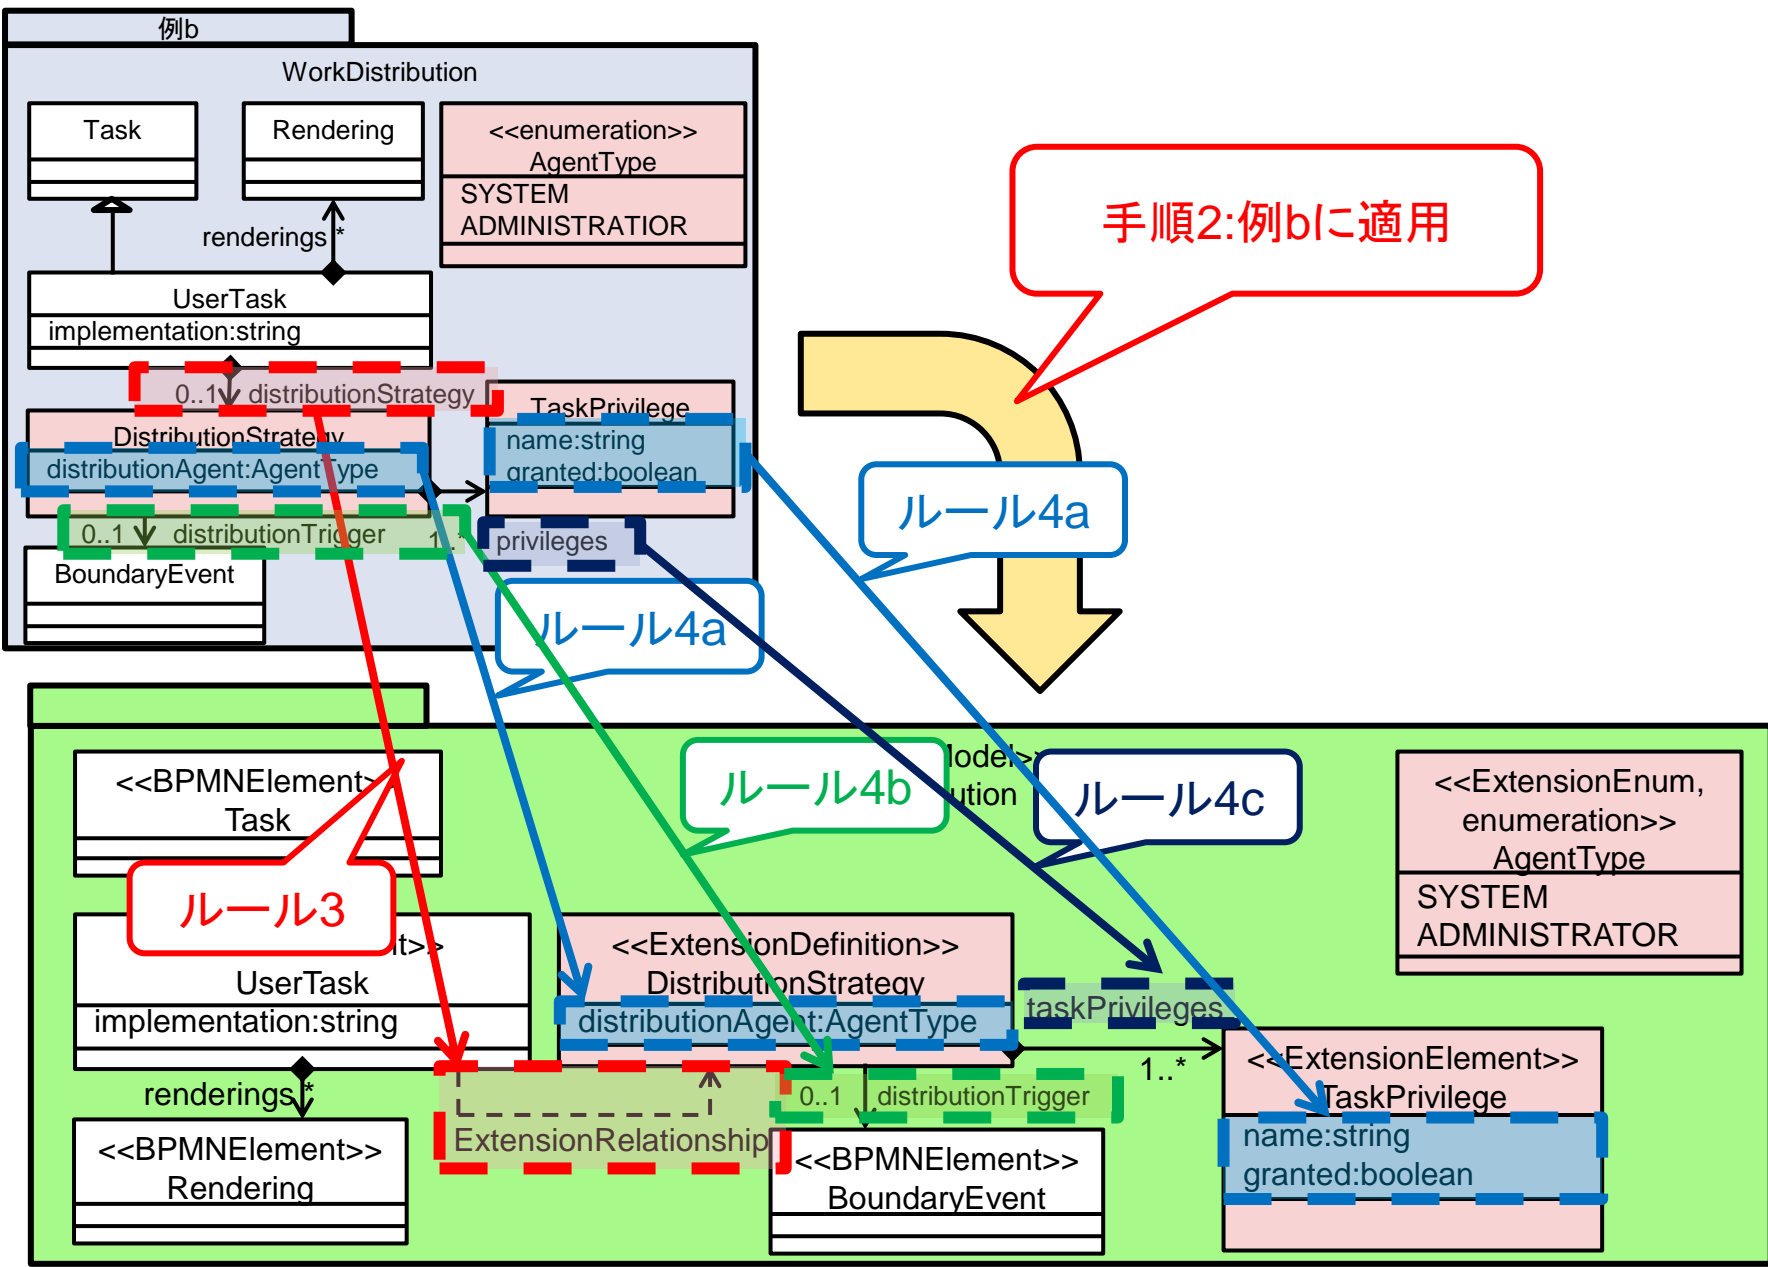 例b
WorkDistribution
Task
Rendering
<<enumeration>>
AgentType
SYSTEM
ADMINISTRATIOR
renderings
*
UserTask
implementation:string
0..1
distributionStrategy
DistributionStrategy
distributionAgent:AgentType
TaskPrivilege
name:string
granted:boolean
0..1
distributionTrigger
1..*
privileges
BoundaryEvent
手順2:例bに適用
ルール4a
ルール4a
ルール4b
ルール4c
ルール3
Model>>
ution
<<BPMNElement>
Task
<<ExtensionEnum,
enumeration>>
AgentType
SYSTEM
ADMINISTRATOR
t>>
UserTask
implementation:string
<<ExtensionDefinition>>
DistributionStrategy
distributionAgent:AgentType
taskPrivileges
1..*
<<ExtensionElement>>
TaskPrivilege
name:string
granted:boolean
renderings
*
ExtensionRelationship
0..1
distributionTrigger
<<BPMNElement>>
Rendering
<<BPMNElement>>
BoundaryEvent